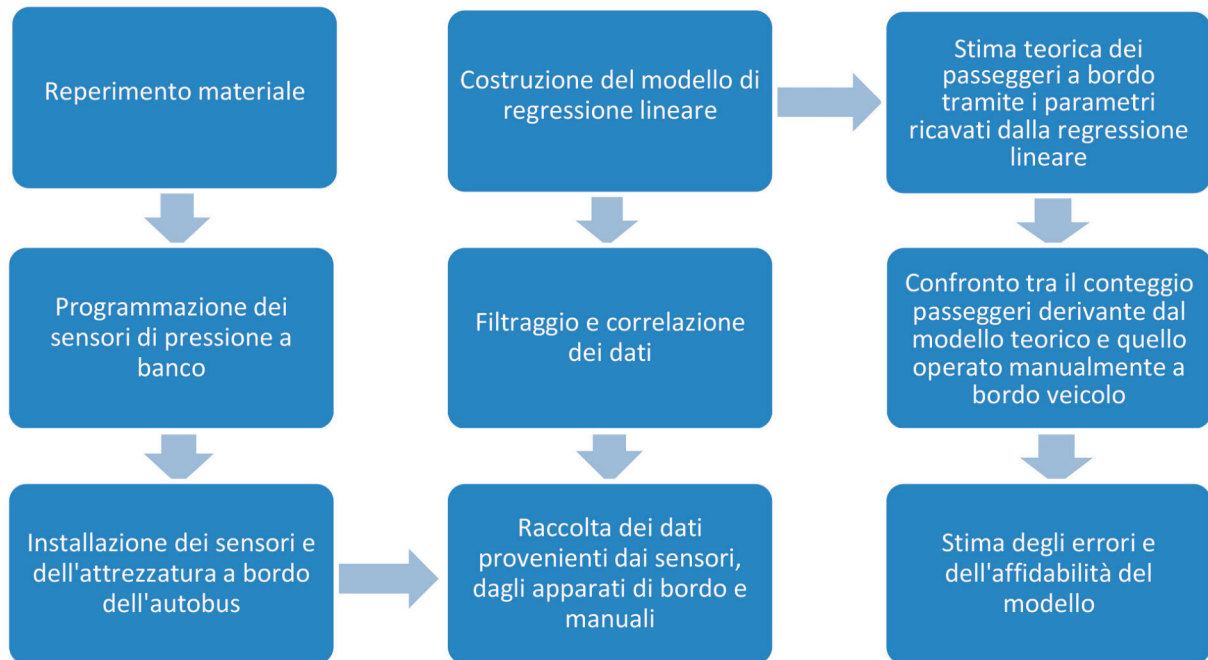 Reperimento materiale
Programmazione dei
sensori di pressione a
banco
Installazione dei sensori e
dell'attrezzatura a bordo
dell'autobus
Costruzione del modello di
regressione lineare
Filtraggio e correlazione
dei dati
Raccolta dei dati
provenienti dai sensori,
dagli apparati di bordo e
manuali
Stima teorica dei
passeggeri a bordo
tramite i parametri
ricavati dalla regressione
lineare
Confronto tra il conteggio
passeggeri derivante dal
modello teorico e quello
operato manualmente a
bordo veicolo
Stima degli errori e
dell'affidabilità del
modello